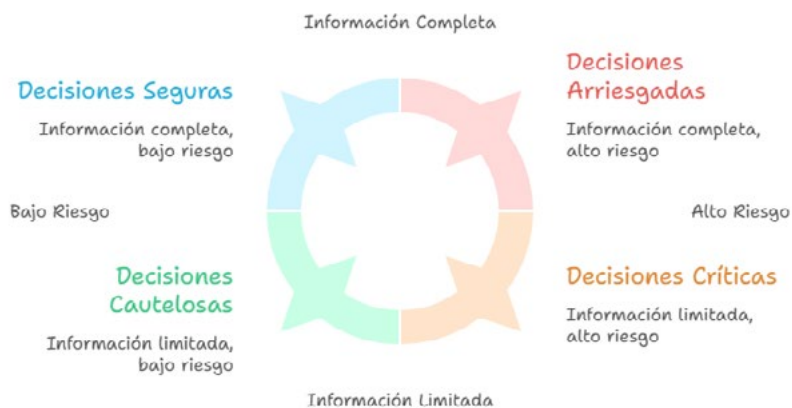 Información Completa
Decisiones Seguras
Información completa,
bajo riesgo
Decisiones
Arriesgadas
Información completa,
alto riesgo
Bajo Riesgo
Alto Riesgo
Decisiones
Cautelosas
Información limitada,
bajo riesgo
Decisiones Críticas
Información limitada,
alto riesgo
Información Limitada